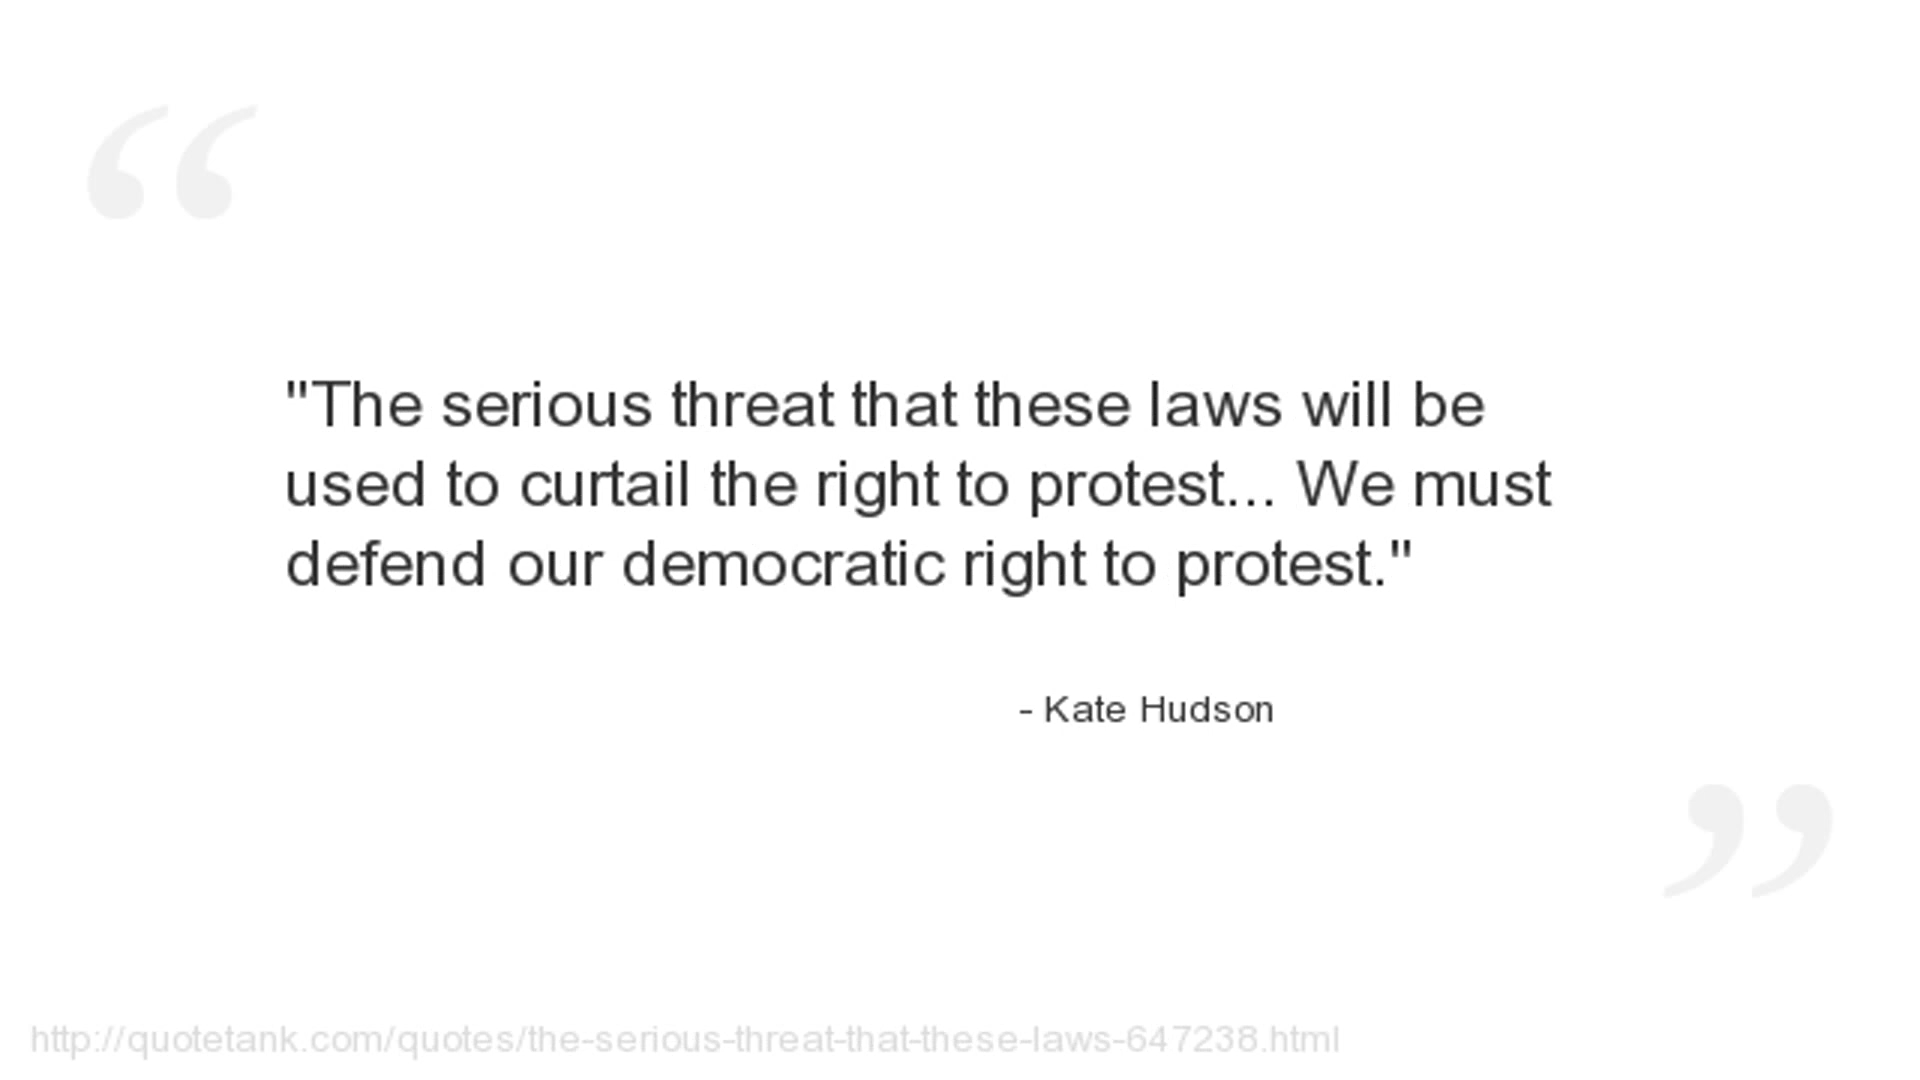 "The serious threat that these laws will be
used to curtail the right to protest... We must
defend our democratic right to protest."
- Kate Hudson
http://quotetank.com/quotes/the-serious-threat-that-these-laws-647238.html